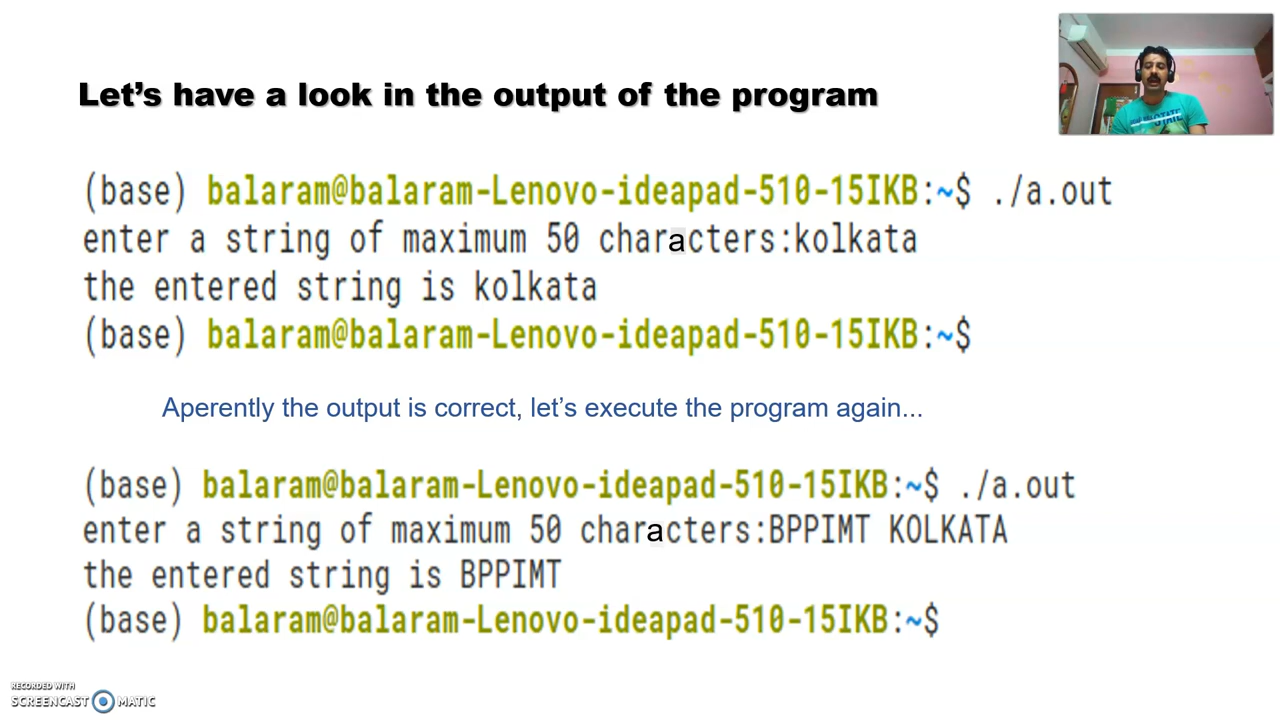 Let's have a look in the output of the program
(base) balaram@balaram-Lenovo-ideapad-510-15IKB:~$ ./a.out
enter a string of maximum 50 characters:kolkata
the entered string is kolkata
(base) balaram@balaram-Lenovo-ideapad-510-15IKB:~$
Aperently the output is correct, let's execute the program again...
(base) balaram@balaram-Lenovo-ideapad-510-15IKB:~$ ./a.out
enter a string of maximum 50 characters:BPPIMT KOLKATA
the entered string is BPPIMT
(base) balaram@balaram-Lenovo-ideapad-510-15IKB:~$
RECORDED WITH
SCREENCAST MATIC